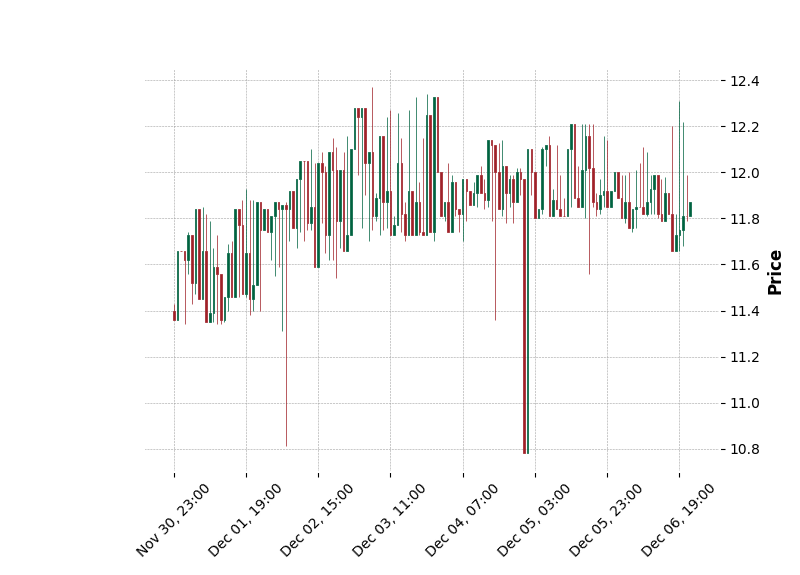 12.4
12.2
12.0
11.8
11.6
11.4
11.2
11.0
10.8
Price
Nov 30, 23:00
Dec 01, 19:00
Dec 02, 15:00
Dec 03, 11:00
Dec 04, 07:00
Dec 05, 03:00
Dec 05, 23:00
Dec 06, 19:00